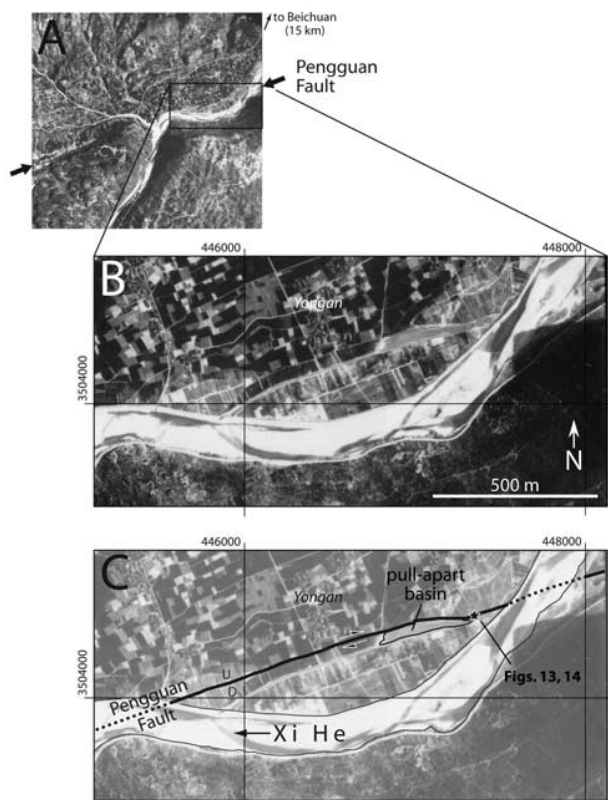 A
to Beichuan
(15 km)
Pengguan
Fault
446000
448000
B
Yongan
3504000
N
500 m
446000
448000
C
pull-apart
basin
Yongan
U
D
Figs. 13, 14
3504000
Pengguan
Fault
Xi He